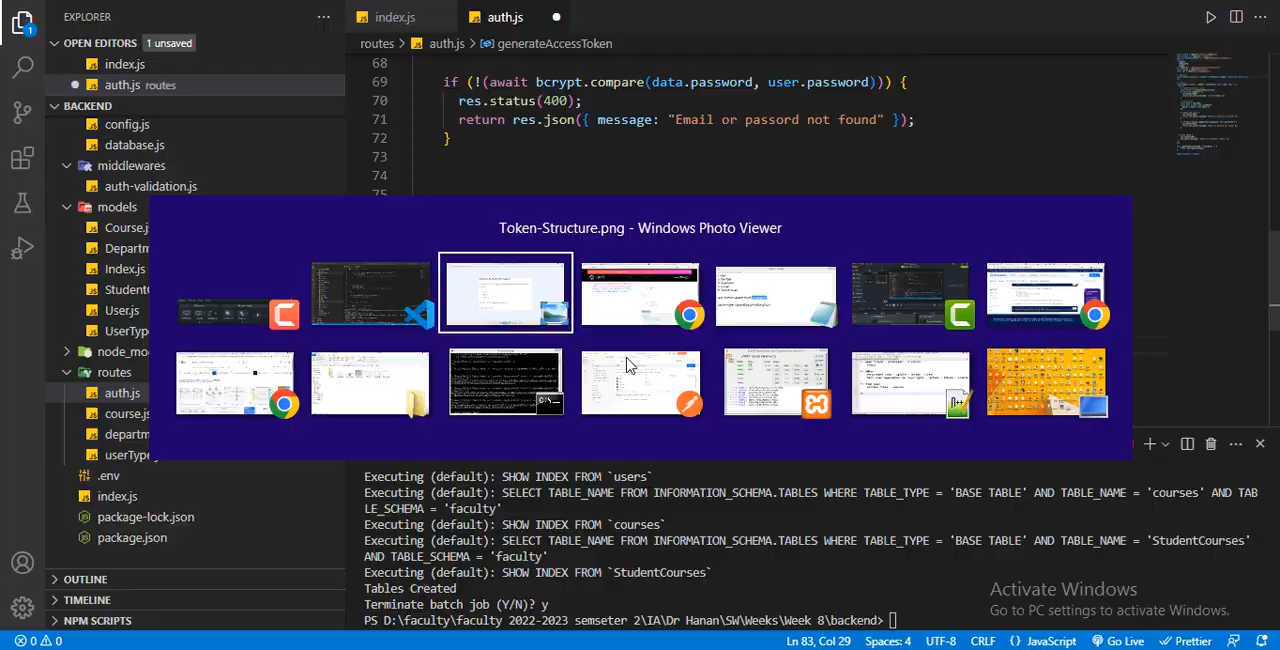 EXPLORER
index.js
auth.js
OPEN EDITORS
1 unsaved
index.js
auth.js routes
BACKEND
config.js
database.js
middlewares
auth-validation.js
models
Course.js
Index.js
User.js
routes
auth.js
.env
index.js
package-lock.json
package.json
OUTLINE
TIMELINE
NPM SCRIPTS
routes > auth.js > generateAccessToken
68
69 if (!(await bcrypt.compare(data.password, user.password))) {
70 res.status(400);
71 return res.json({ message: "Email or passord not found" });
72 }
73
74
75
Token-Structure.png - Windows Photo Viewer
Executing (default): SHOW INDEX FROM `users`
Executing (default): SELECT TABLE_NAME FROM INFORMATION_SCHEMA.TABLES WHERE TABLE_TYPE = 'BASE TABLE' AND TABLE_NAME = 'courses' AND TAB
LE_SCHEMA = 'faculty'
Executing (default): SHOW INDEX FROM `courses`
Executing (default): SELECT TABLE_NAME FROM INFORMATION_SCHEMA.TABLES WHERE TABLE_TYPE = 'BASE TABLE' AND TABLE_NAME = 'StudentCourses'
AND TABLE_SCHEMA = 'faculty'
Executing (default): SHOW INDEX FROM `StudentCourses`
Tables Created
Terminate batch job (Y/N)? y
PS D:\faculty\faculty 2022-2023 semseter 2\IA\Dr Hanan\SW\Weeks\Week 8\backend>
Activate Windows
Go to PC settings to activate Windows.
0 0
Ln 83, Col 29
Spaces: 4
UTF-8
CRLF
{} JavaScript
Go Live
Prettier